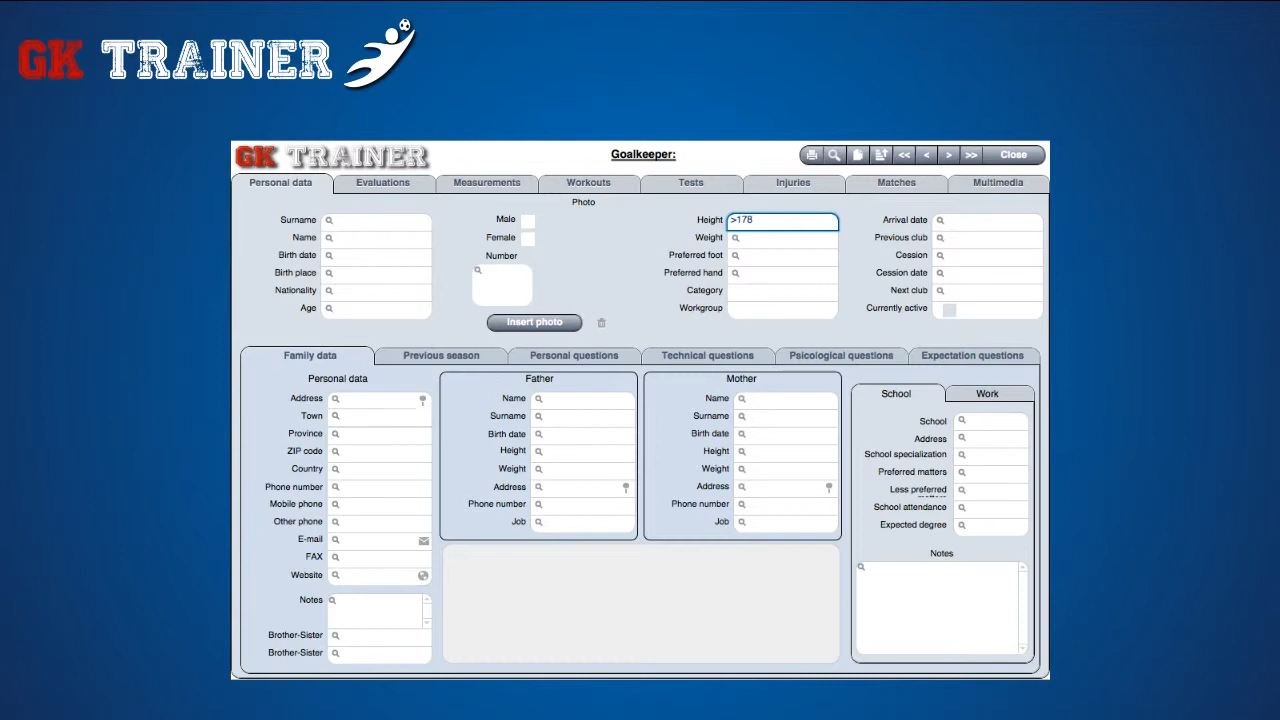 GK TRAINER
GK TRAINER
Goalkeeper:
<< < > >> Close
Personal data Evaluations Measurements Workouts Tests Injuries Matches Multimedia
Photo
Surname
Name
Birth date
Birth place
Nationality
Age
Male
Female
Number
Insert photo
Height >178
Weight
Preferred foot
Preferred hand
Category
Workgroup
Arrival date
Previous club
Cession
Cession date
Next club
Currently active
Family data Previous season Personal questions Technical questions Psicological questions Expectation questions
Personal data
Address
Town
Province
ZIP code
Country
Phone number
Mobile phone
Other phone
E-mail
FAX
Website
Notes
Brother-Sister
Brother-Sister
Father
Name
Surname
Birth date
Height
Weight
Address
Phone number
Job
Mother
Name
Surname
Birth date
Height
Weight
Address
Phone number
Job
School Work
School
Address
School specialization
Preferred matters
Less preferred
matters
School attendance
Expected degree
Notes